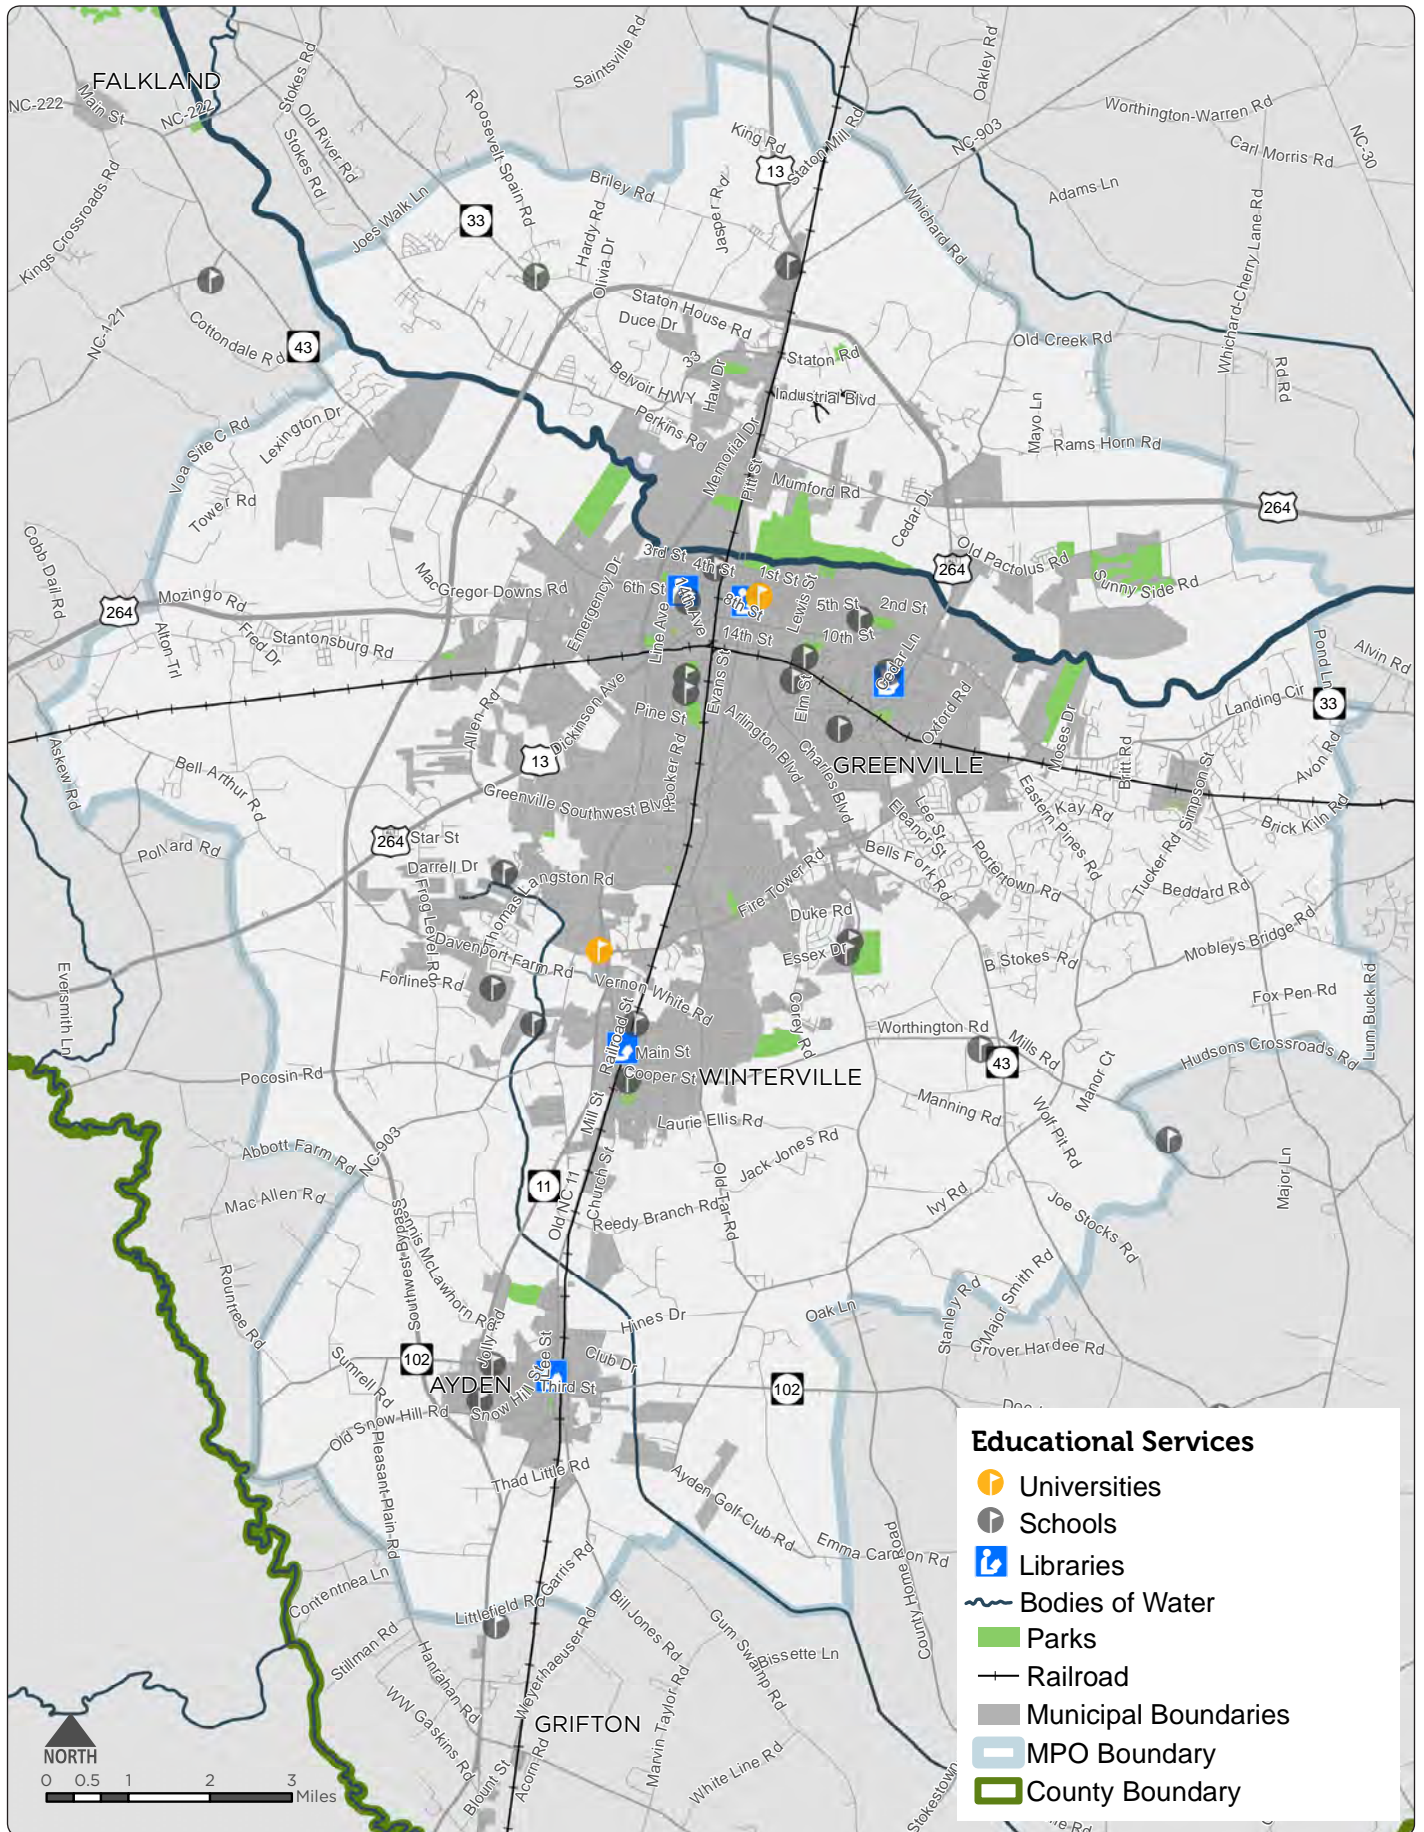 FALKLAND
NC-222
Main St
NC-222
Stokes Rd
Old River Rd
Stokes Rd
Roosevelt Spain Rd
Saintsville Rd
Oakley Rd
Worthington-Warren Rd
NC-30
Carl Morris Rd
NC-903
King Rd
Staton Mill Rd
13
Briley Rd
Jasper Rd
Adams Ln
Whichard Rd
Whichard-Cherry Lane Rd
Kings Crossroads Rd
Joes Walk Ln
33
Hardy Rd
Olivia Dr
NC-121
Cottondale Rd
43
Staton House Rd
Duce Dr
33
Staton Rd
Old Creek Rd
Rd Rd
Belvoir HWY
Haw Dr
Industrial Blvd
Perkins Rd
Memorial Dr
Pitt St
Mayo Ln
Rams Horn Rd
Voa Site C Rd
Lexington Dr
Tower Rd
Mumford Rd
Cedar Dr
264
Cobb Dail Rd
264
Mozingo Rd
MacGregor Downs Rd
Emergency Dr
3rd St
4th St
1st St
6th St
8th St
14th St
Lewis St
5th St
2nd St
10th St
264
Old Pactolus Rd
Sunny Side Rd
Alton Trl
Fred Dr
Stantonsburg Rd
Line Ave
Evans St
Elm St
Cedar Ln
Oxford Rd
Pond Ln
Alvin Rd
Landing Cir
33
Askew Rd
Bell Arthur Rd
Allen Rd
Dickinson Ave
13
Pine St
Hooker Rd
Arlington Blvd
Charles Blvd
GREENVILLE
Moses Dr
Britt Rd
Simpson St
Avon Rd
Greenville Southwest Blvd
Eastern Pines Rd
Kay Rd
Brick Kiln Rd
Lee St
Eleanor St
Pollard Rd
264
Star St
Darrell Dr
Frog Level Rd
Thomas Langston Rd
Fire Tower Rd
Bells Fork Rd
Portertown Rd
Tucker Rd
Beddard Rd
Duke Rd
Essex Dr
Davenport Farm Rd
Forlines Rd
Vernon White Rd
B Stokes Rd
Mobleys Bridge Rd
Fox Pen Rd
Lum Buck Rd
Eversmith Ln
Railroad St
Corey Rd
Worthington Rd
Mills Rd
43
Hudsons Crossroads Rd
Main St
Cooper St
WINTERVILLE
Manor Ct
Pocosin Rd
Mill St
Manning Rd
Wolf Pit Rd
Laurie Ellis Rd
Jack Jones Rd
Abbott Farm Rd
NC-903
Mac Allen Rd
11
Church St
Old NC 11
Old Tar Rd
Reedy Branch Rd
Ivy Rd
Joe Stocks Rd
Major Ln
Rountree Rd
Southwest Bypass
Dennis McLawhorn Rd
Jolly Rd
Hines Dr
Oak Ln
Stanley Rd
Major Smith Rd
Grover Hardee Rd
Sumrell Rd
102
AYDEN
Lee St
Club Dr
Third St
Snow Hill St
102
Old Snow Hill Rd
Pleasant-Plain-Rd
Thad Little Rd
Ayden Golf Club Rd
Emma Cannon Rd
County Home Road
Contentnea Ln
Littlefield Rd
Garris Rd
Stillman Rd
Hanrahan Rd
Weyerhaeuser Rd
Bill Jones Rd
Gum Swamp Rd
Bissette Ln
WW Gaskins Rd
GRIFTON
Marvin Taylor Rd
White Line Rd
Blount St
Acorn Rd
Stokestown
Educational Services
Universities
Schools
Libraries
Bodies of Water
Parks
Railroad
Municipal Boundaries
MPO Boundary
County Boundary
NORTH
0 0.5 1 2 3
Miles